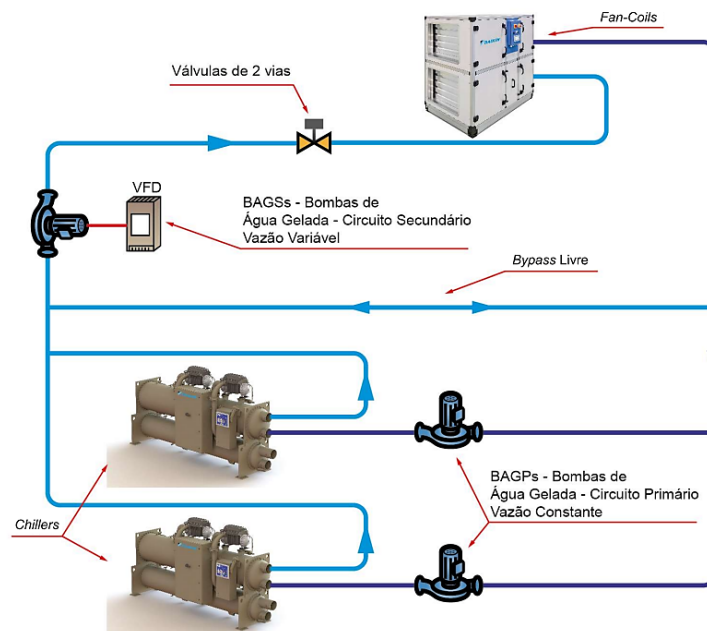 Fan-Coils
Válvulas de 2 vias
DAIKIN
VFD
BAGSs - Bombas de
Água Gelada - Circuito Secundário
Vazão Variável
Bypass Livre
BAGPs - Bombas de
Água Gelada - Circuito Primário
Vazão Constante
Chillers